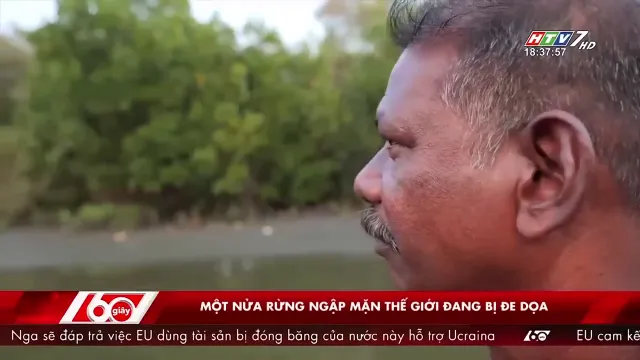 HTV7 HD
18:37:57
60 giây
MỘT NỬA RỪNG NGẬP MẶN THẾ GIỚI ĐANG BỊ ĐE DỌA
Nga sẽ đáp trả việc EU dùng tài sản bị đóng băng của nước này hỗ trợ Ucraina 60 EU cam kế